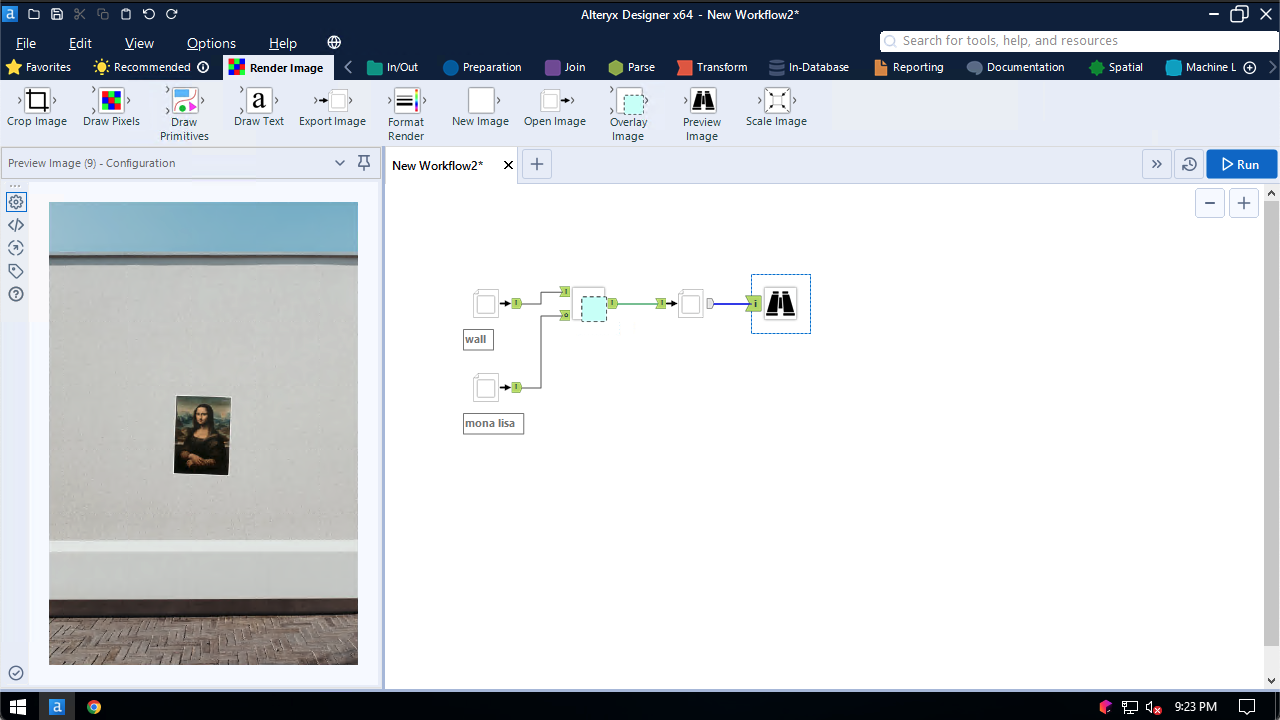 Alteryx Designer x64 - New Workflow2*
File Edit View Options Help
Search for tools, help, and resources
Favorites Recommended Render Image In/Out Preparation Join Parse Transform In-Database Reporting Documentation Spatial Machine L
Crop Image Draw Pixels Draw Primitives Draw Text Export Image Format Render New Image Open Image Overlay Image Preview Image Scale Image
Preview Image (9) - Configuration
New Workflow2*
Run
wall
mona lisa
9:23 PM